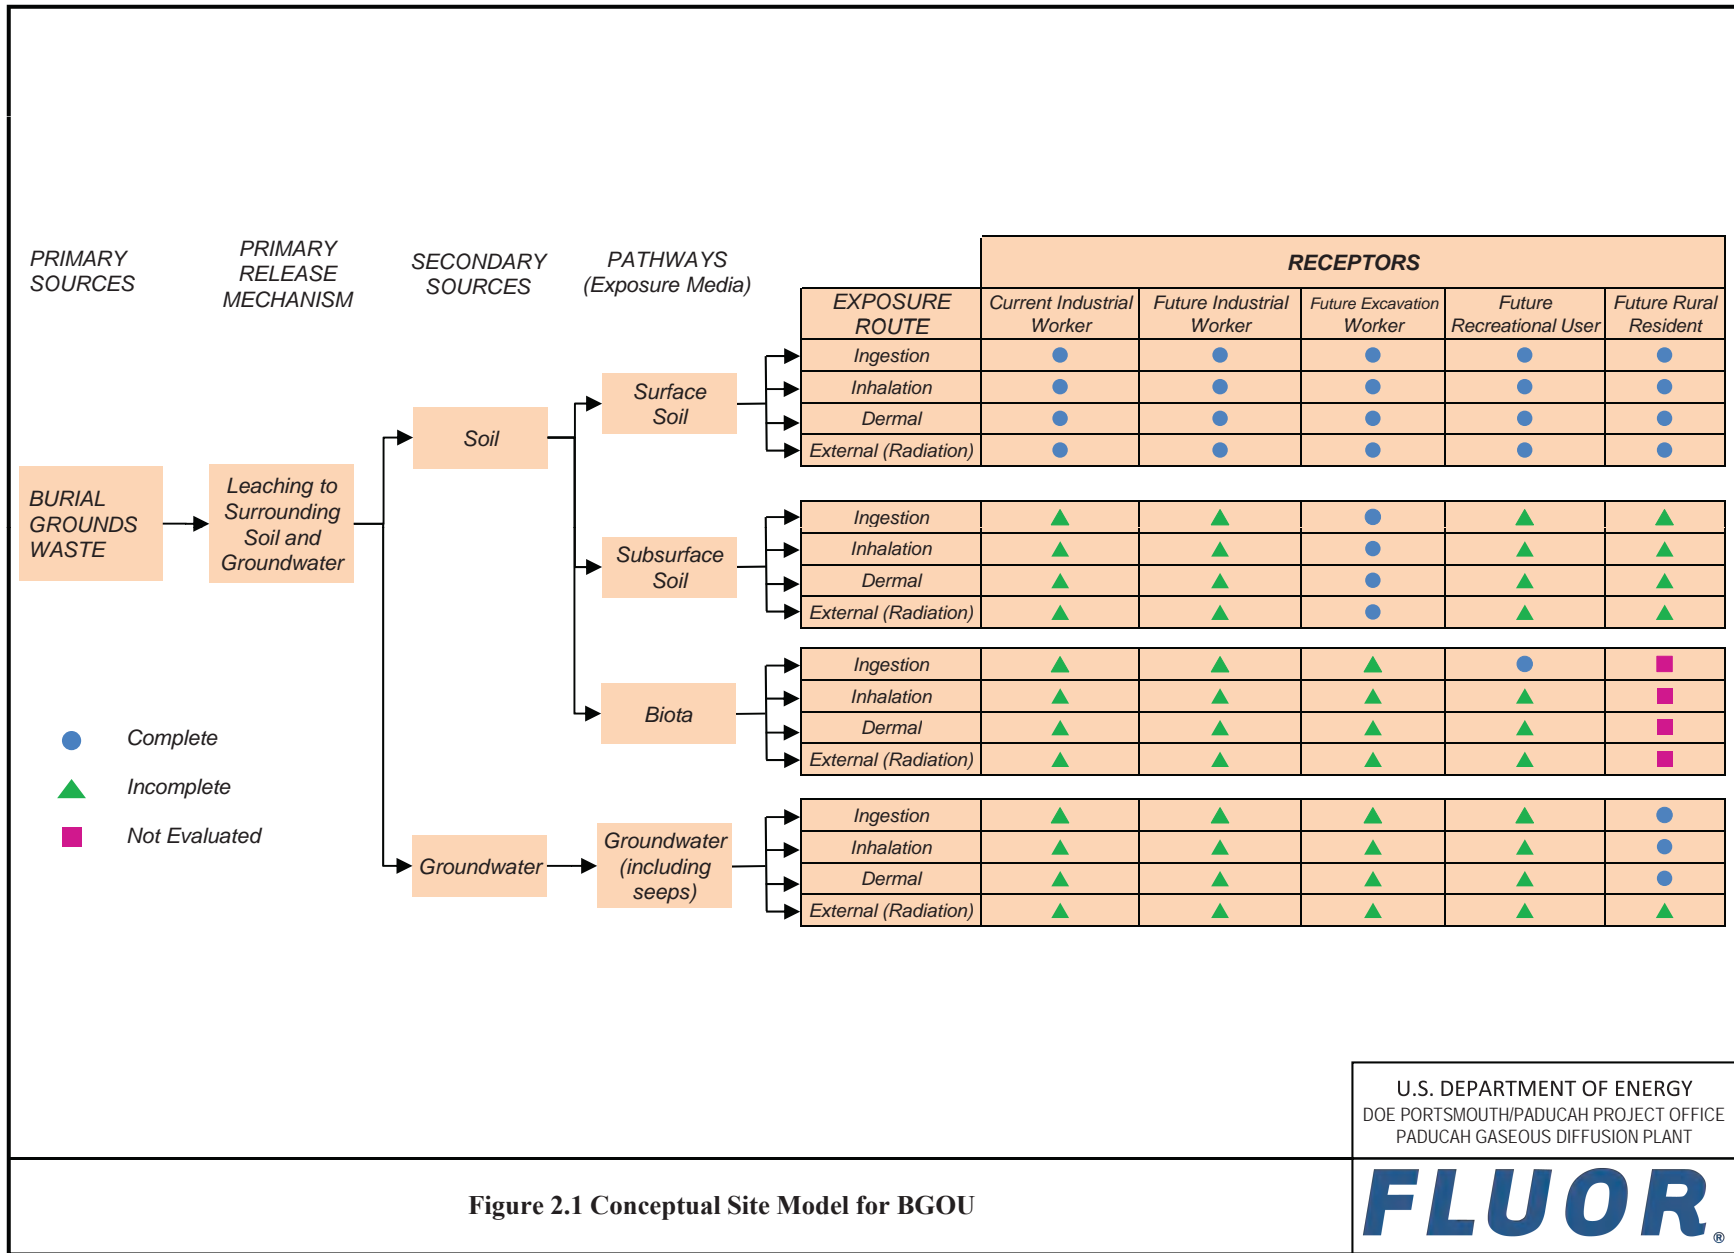 PRIMARY
SOURCES
PRIMARY
RELEASE
MECHANISM
SECONDARY
SOURCES
PATHWAYS
(Exposure Media)
RECEPTORS
EXPOSURE
ROUTE
Current Industrial
Worker
Future Industrial
Worker
Future Excavation
Worker
Future
Recreational User
Future Rural
Resident
BURIAL
GROUNDS
WASTE
Leaching to
Surrounding
Soil and
Groundwater
Soil
Surface
Soil
Ingestion
Inhalation
Dermal
External (Radiation)
Subsurface
Soil
Ingestion
Inhalation
Dermal
External (Radiation)
Biota
Ingestion
Inhalation
Dermal
External (Radiation)
Groundwater
Groundwater
(including
seeps)
Ingestion
Inhalation
Dermal
External (Radiation)
Complete
Incomplete
Not Evaluated
U.S. DEPARTMENT OF ENERGY
DOE PORTSMOUTH/PADUCAH PROJECT OFFICE
PADUCAH GASEOUS DIFFUSION PLANT
Figure 2.1 Conceptual Site Model for BGOU
FLUOR®